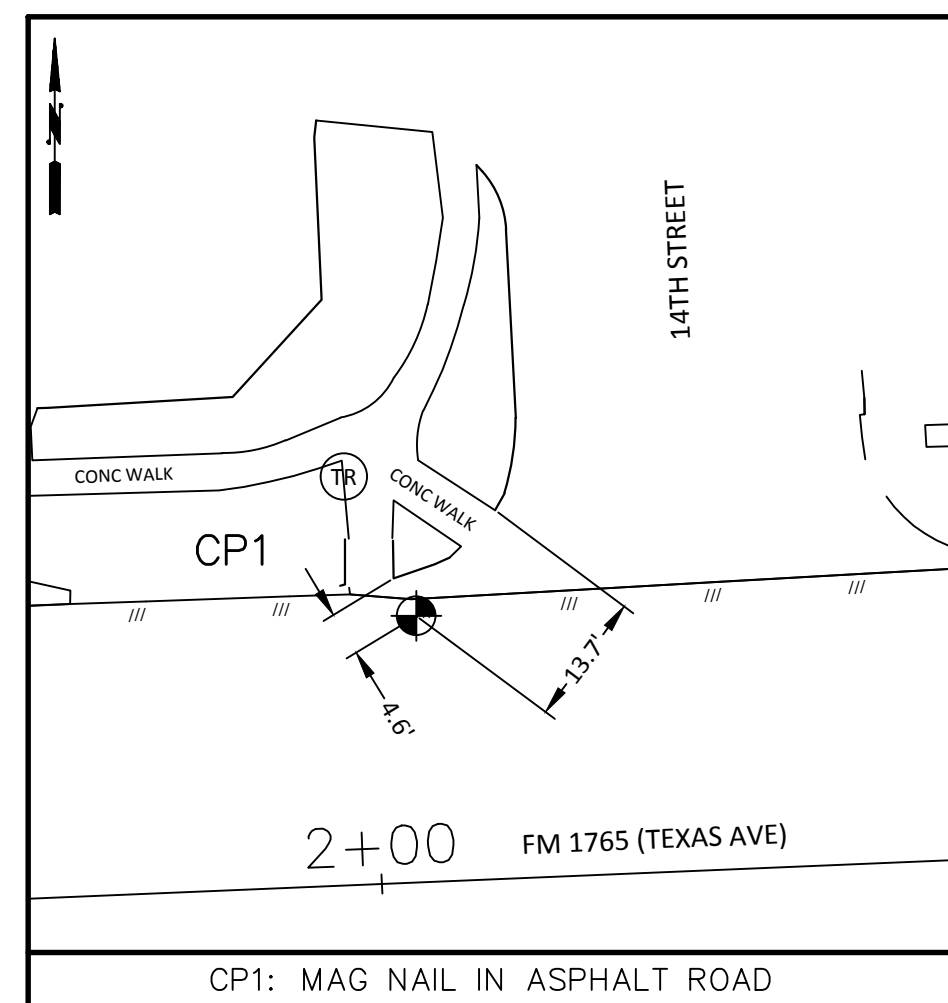 N
14TH STREET
CONC WALK
TR
CONC WALK
CP1
///
///
///
///
///
13.7'
4.6'
2+00
FM 1765 (TEXAS AVE)
CP1: MAG NAIL IN ASPHALT ROAD